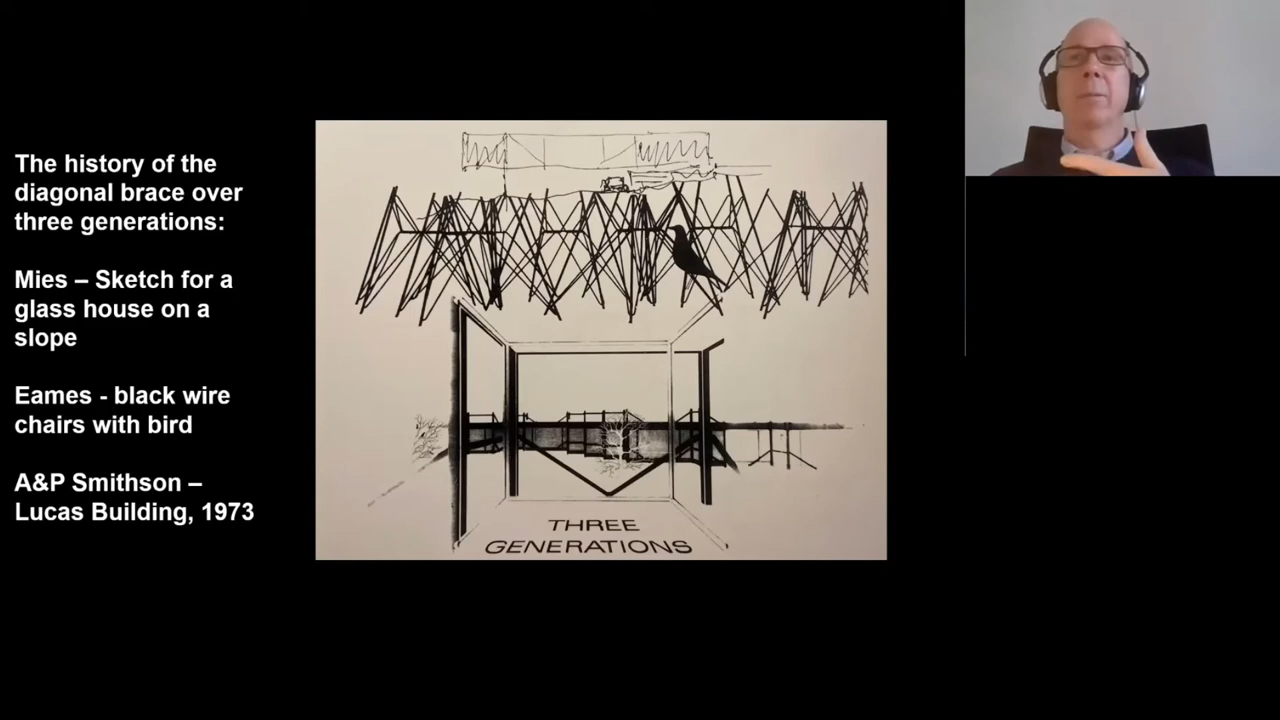 The history of the
diagonal brace over
three generations:
Mies – Sketch for a
glass house on a
slope
Eames - black wire
chairs with bird
A&P Smithson –
Lucas Building, 1973
THREE
GENERATIONS